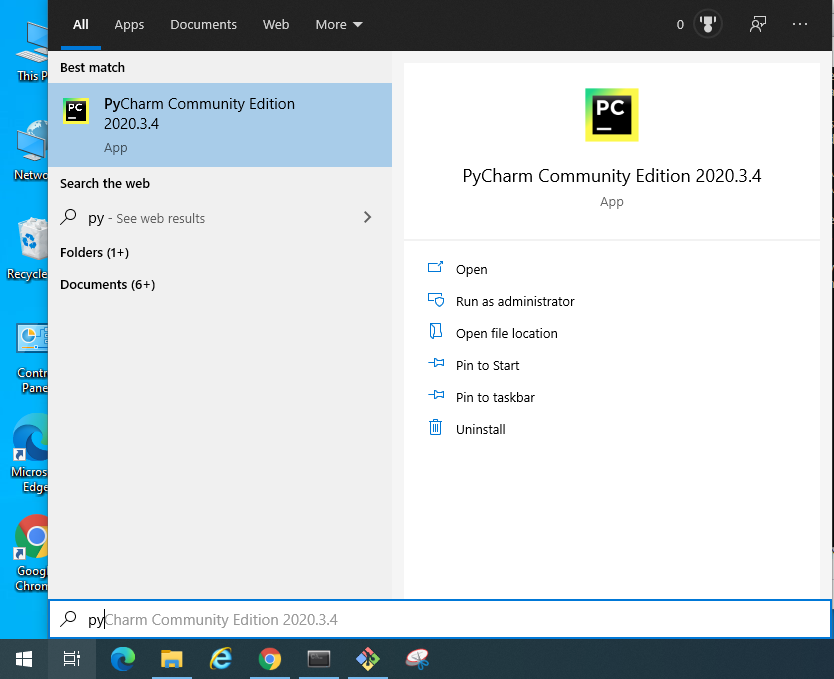 All Apps Documents Web More 0
Best match
PC
PyCharm Community Edition
2020.3.4
App
Search the web
py - See web results
Folders (1+)
Documents (6+)
PC
PyCharm Community Edition 2020.3.4
App
Open
Run as administrator
Open file location
Pin to Start
Pin to taskbar
Uninstall
This P
Netwo
Recycle
Contr
Pane
Micros
Edge
Googl
Chrom
pyCharm Community Edition 2020.3.4